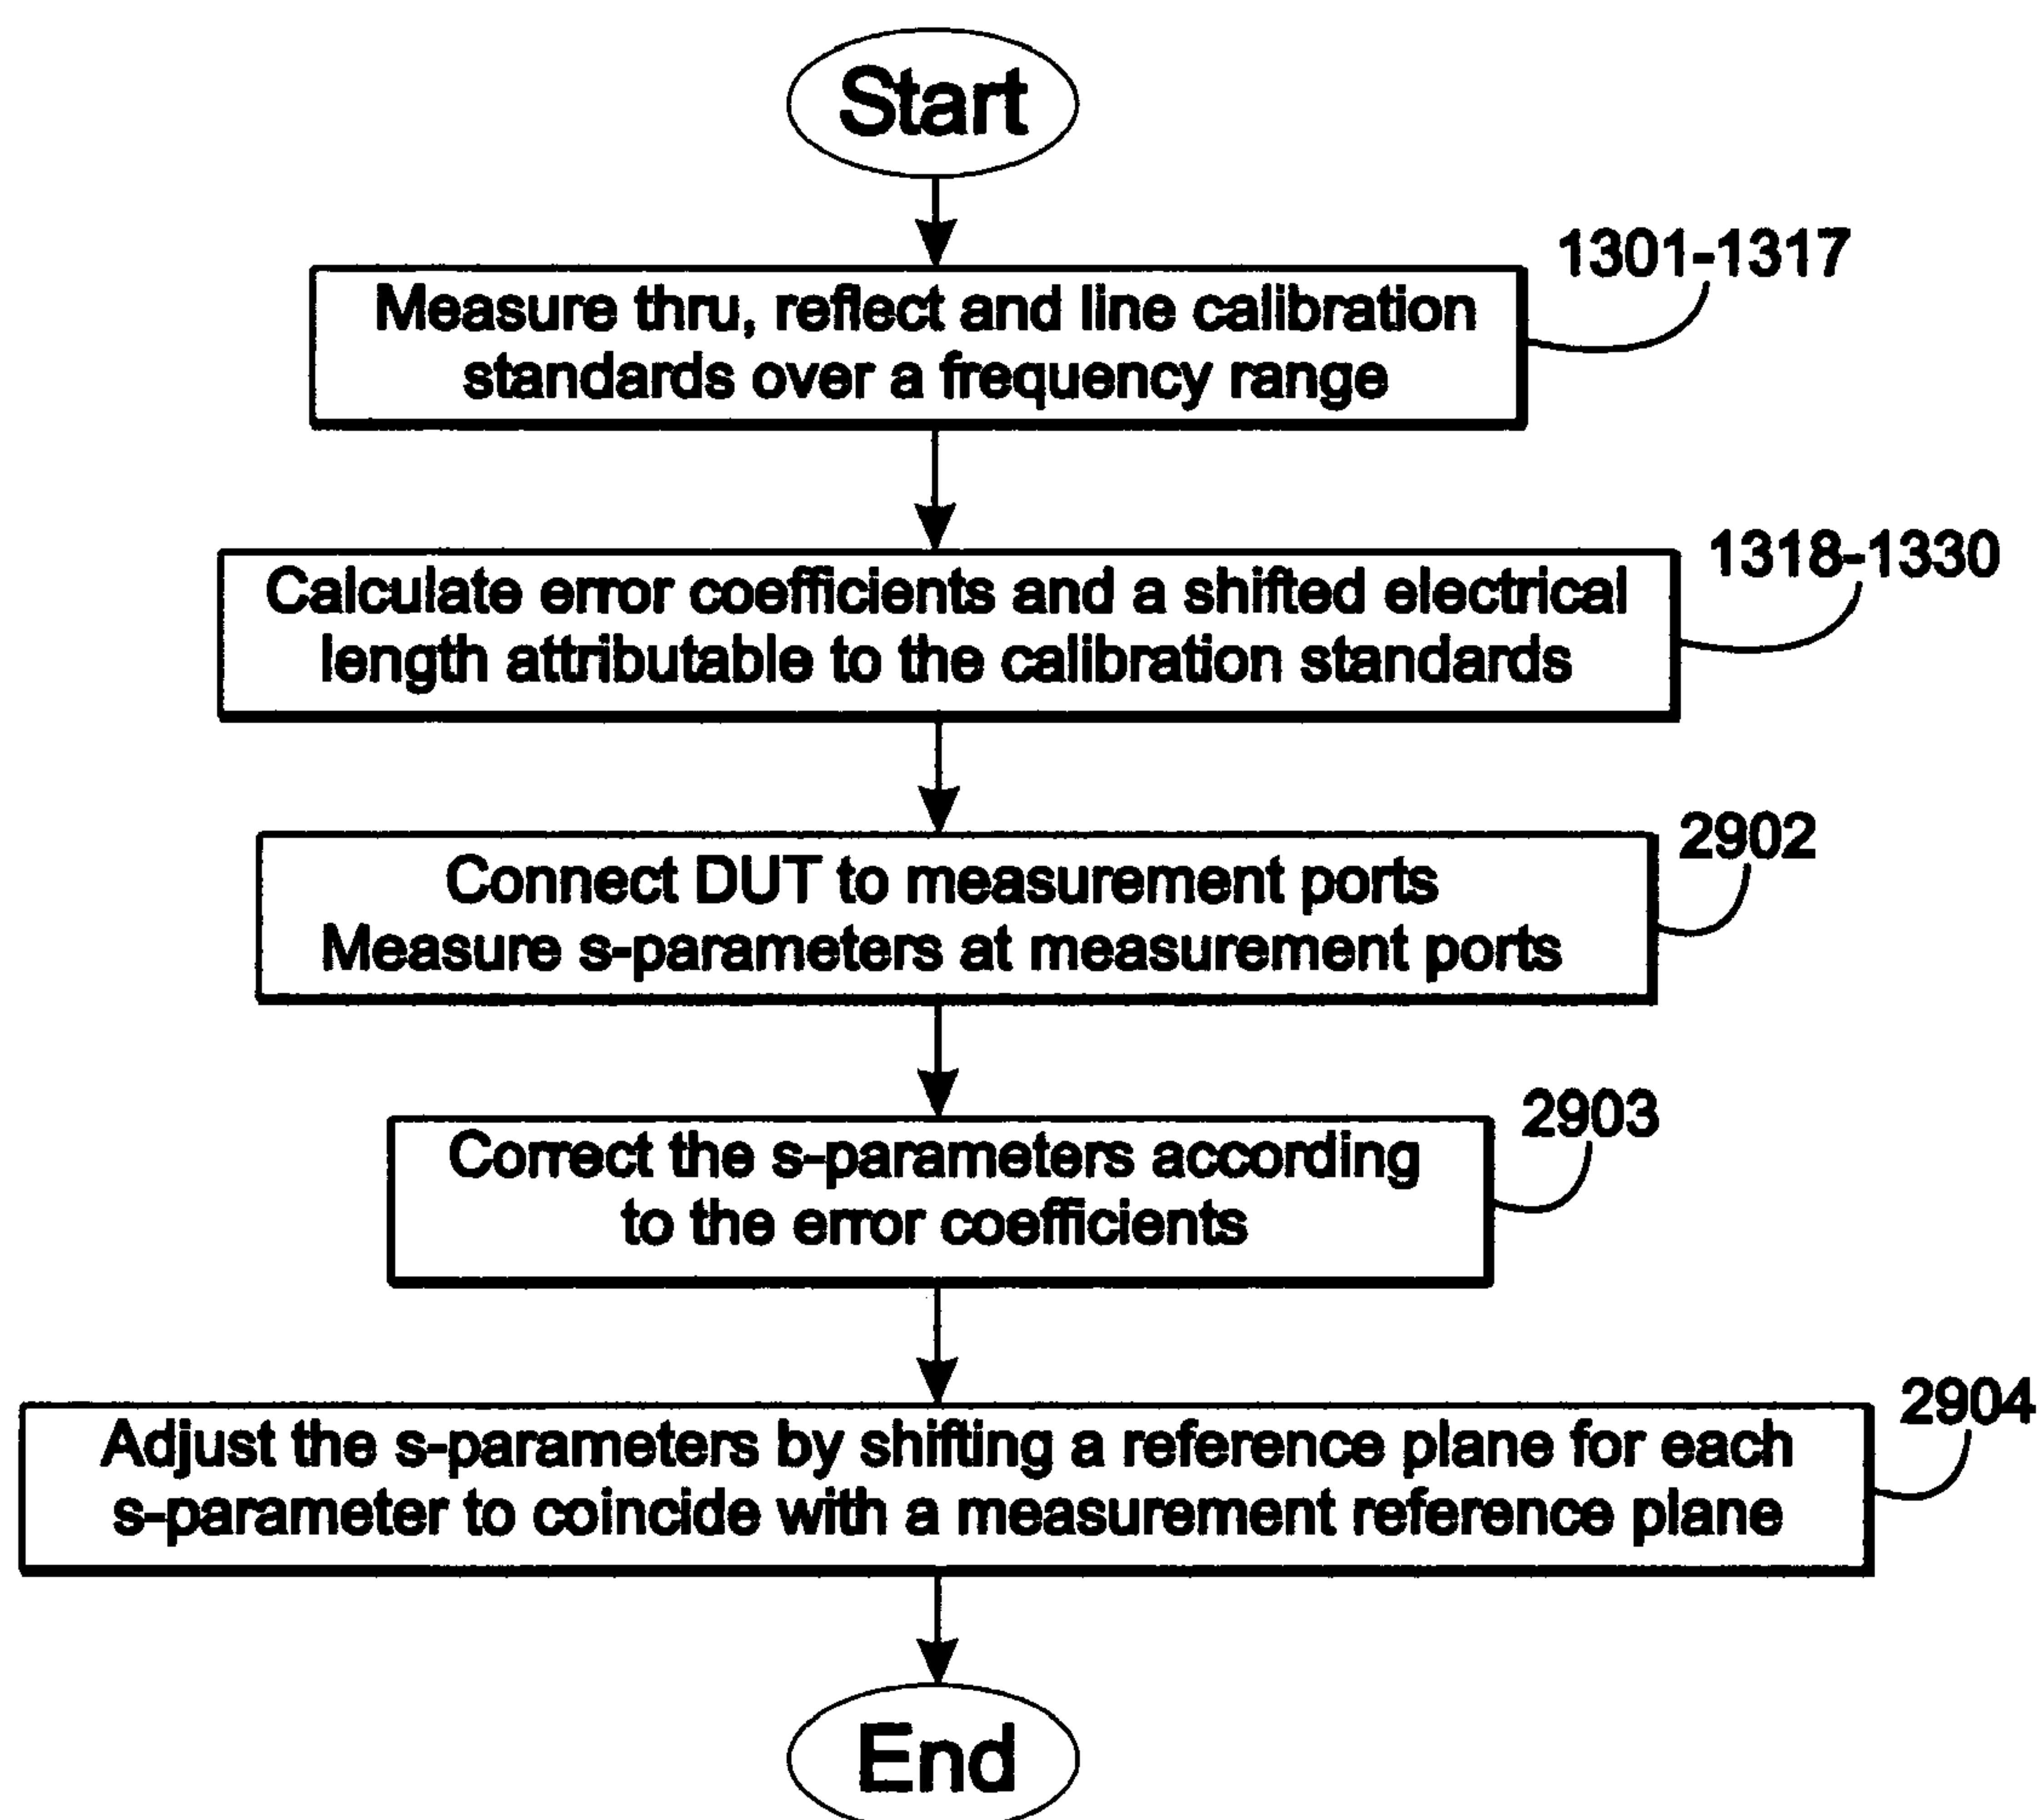 Start
1301-1317
Measure thru, reflect and line calibration
standards over a frequency range
1318-1330
Calculate error coefficients and a shifted electrical
length attributable to the calibration standards
2902
Connect DUT to measurement ports
Measure s-parameters at measurement ports
2903
Correct the s-parameters according
to the error coefficients
2904
Adjust the s-parameters by shifting a reference plane for each
s-parameter to coincide with a measurement reference plane
End